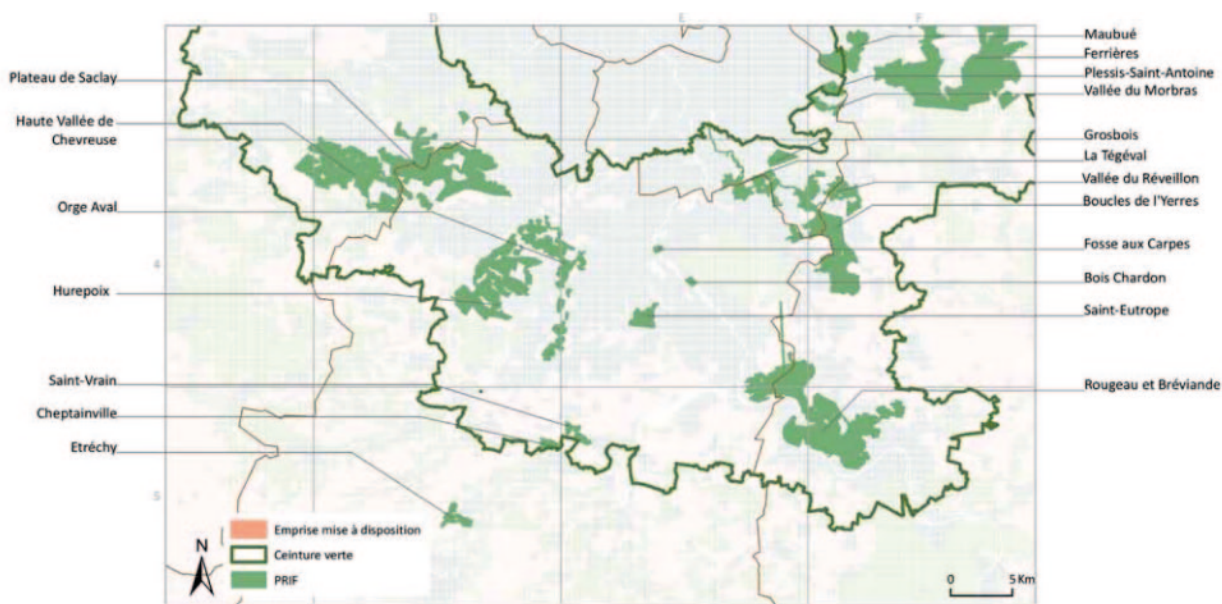 D E F
Plateau de Saclay
Haute Vallée de
Chevreuse
Orge Aval
Hurepoix
Saint-Vrain
Cheptainville
Etréchy
4
5
Maubué
Ferrières
Plessis-Saint-Antoine
Vallée du Morbras
Grosbois
La Tégéval
Vallée du Réveillon
Boucles de l'Yerres
Fosse aux Carpes
Bois Chardon
Saint-Eutrope
Rougeau et Bréviande
N
Emprise mise à disposition
Ceinture verte
PRIF
0 5 Km